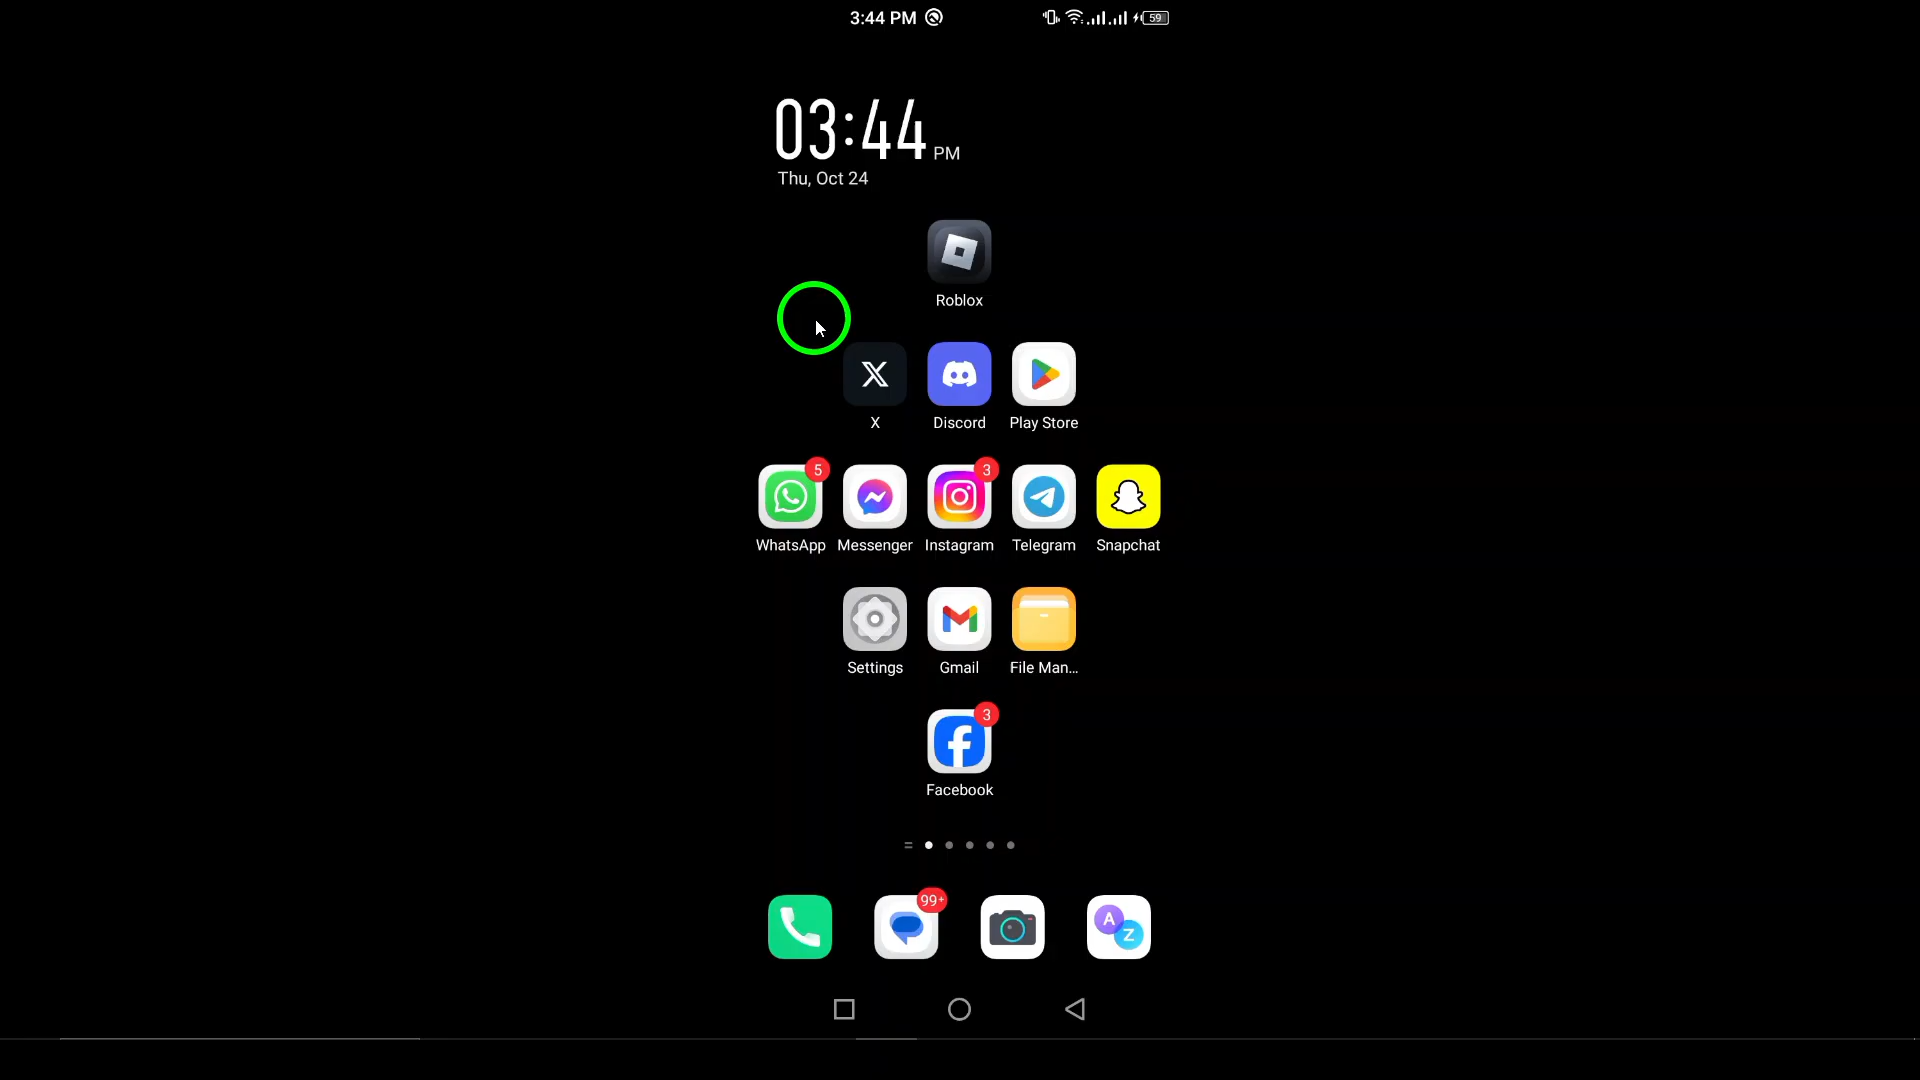 3:44 PM 59
03:44 PM
Thu, Oct 24
Roblox
X Discord Play Store
5 3
WhatsApp Messenger Instagram Telegram Snapchat
Settings Gmail File Man...
3
Facebook
99+
A Z